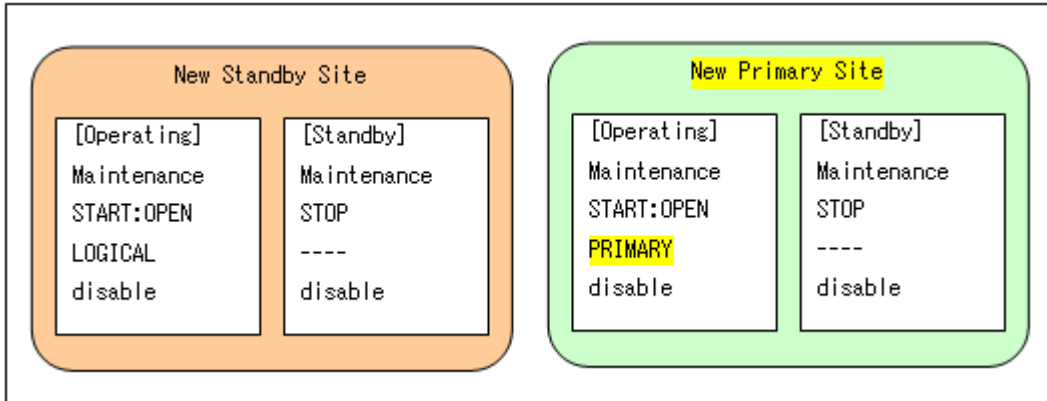 New Standby Site
[Operating]
Maintenance
START:OPEN
LOGICAL
disable
[Standby]
Maintenance
STOP
----
disable
New Primary Site
[Operating]
Maintenance
START:OPEN
PRIMARY
disable
[Standby]
Maintenance
STOP
----
disable